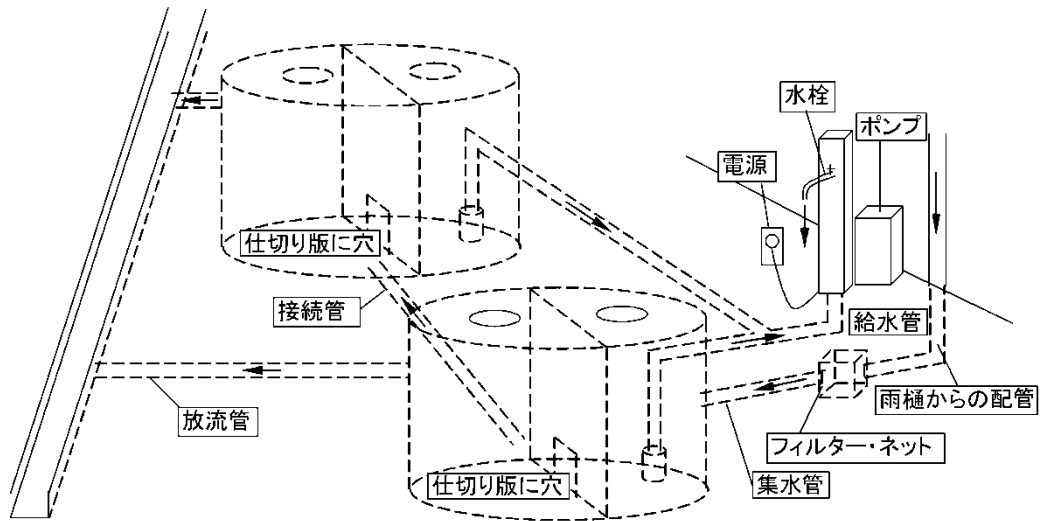 水栓
ポンプ
電源
仕切り版に穴
接続管
給水管
放流管
雨樋からの配管
フィルター・ネット
仕切り版に穴
集水管